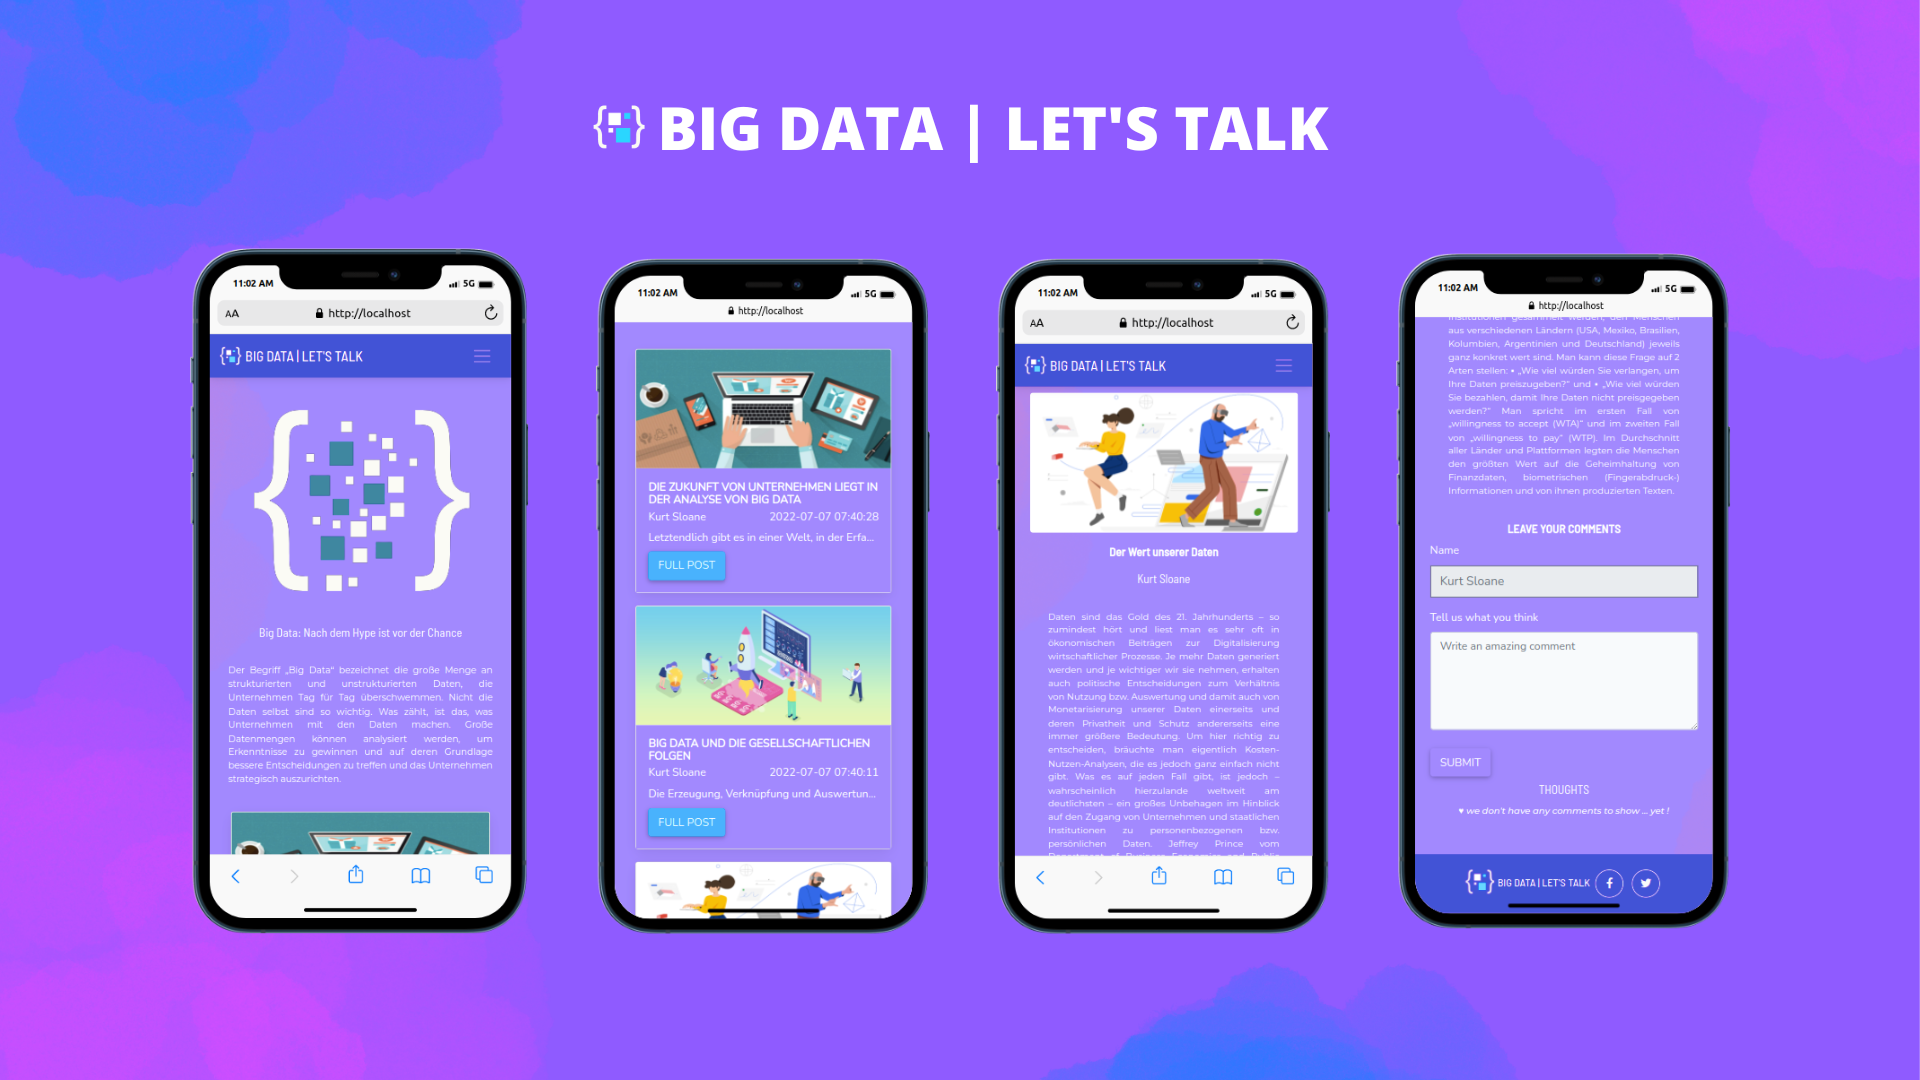 BIG DATA | LET'S TALK
11:02 AM
5G
AA
http://localhost
BIG DATA | LET'S TALK
Big Data: Nach dem Hype ist vor der Chance
Der Begriff „Big Data“ bezeichnet die große Menge an
strukturierten und unstrukturierten Daten, die
Unternehmen Tag für Tag überschwemmen. Nicht die
Daten selbst sind so wichtig. Was zählt, ist das, was
Unternehmen mit den Daten machen. Große
Datenmengen können analysiert werden, um
Erkenntnisse zu gewinnen und auf deren Grundlage
bessere Entscheidungen zu treffen und das Unternehmen
strategisch auszurichten.
11:02 AM
5G
http://localhost
DIE ZUKUNFT VON UNTERNEHMEN LIEGT IN
DER ANALYSE VON BIG DATA
Kurt Sloane 2022-07-07 07:40:28
Letztendlich gibt es in einer Welt, in der Erfa...
FULL POST
BIG DATA UND DIE GESELLSCHAFTLICHEN
FOLGEN
Kurt Sloane 2022-07-07 07:40:11
Die Erzeugung, Verknüpfung und Auswertun...
FULL POST
11:02 AM
5G
AA
http://localhost
BIG DATA | LET'S TALK
Der Wert unserer Daten
Kurt Sloane
Daten sind das Gold des 21. Jahrhunderts – so
zumindest hört und liest man es sehr oft in
ökonomischen Beiträgen zur Digitalisierung
wirtschaftlicher Prozesse. Je mehr Daten generiert
werden und je wichtiger wir sie nehmen, erhalten
auch politische Entscheidungen zum Verhältnis
von Nutzung bzw. Auswertung und damit auch von
Monetarisierung unserer Daten einerseits und
deren Privatheit und Schutz andererseits eine
immer größere Bedeutung. Um hier richtig zu
entscheiden, bräuchte man eigentlich Kosten-
Nutzen-Analysen, die es jedoch ganz einfach nicht
gibt. Was es auf jeden Fall gibt, ist jedoch –
wahrscheinlich hierzulande weltweit am
deutlichsten – ein großes Unbehagen im Hinblick
auf den Zugang von Unternehmen und staatlichen
Institutionen zu personenbezogenen bzw.
persönlichen Daten. Jeffrey Prince vom
Department of Business Economics and Public
11:02 AM
5G
http://localhost
Institutionen gesammelt werden, den Menschen
aus verschiedenen Ländern (USA, Mexiko, Brasilien,
Kolumbien, Argentinien und Deutschland) jeweils
ganz konkret wert sind. Man kann diese Frage auf 2
Arten stellen: • „Wie viel würden Sie verlangen, um
Ihre Daten preiszugeben?“ und • „Wie viel würden
Sie bezahlen, damit Ihre Daten nicht preisgegeben
werden?“ Man spricht im ersten Fall von
„willingness to accept (WTA)“ und im zweiten Fall
von „willingness to pay“ (WTP). Im Durchschnitt
aller Länder und Plattformen legten die Menschen
den größten Wert auf die Geheimhaltung von
Finanzdaten, biometrischen (Fingerabdruck-)
Informationen und von ihnen produzierten Texten.
LEAVE YOUR COMMENTS
Name
Kurt Sloane
Tell us what you think
Write an amazing comment
SUBMIT
THOUGHTS
♥ we don't have any comments to show ... yet !
BIG DATA | LET'S TALK